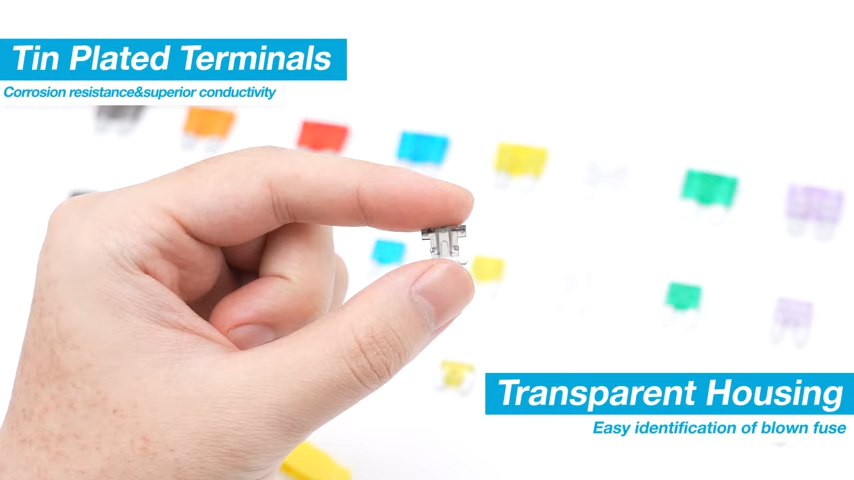 Tin Plated Terminals
Corrosion resistance&superior conductivity
Transparent Housing
Easy identification of blown fuse